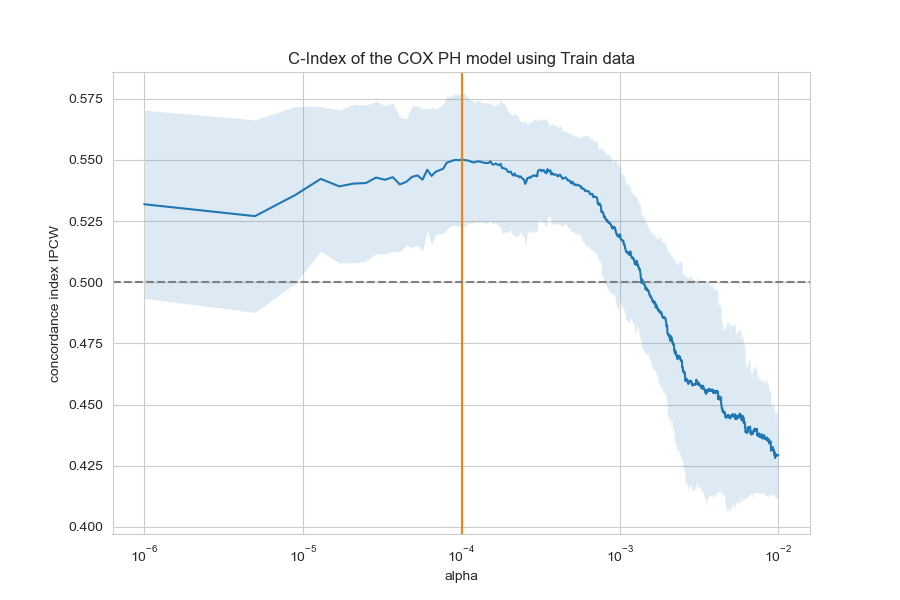 C-Index of the COX PH model using Train data
concordance index IPCW
0.575
0.550
0.525
0.500
0.475
0.450
0.425
0.400
10⁻⁶ 10⁻⁵ 10⁻⁴ 10⁻³ 10⁻²
alpha